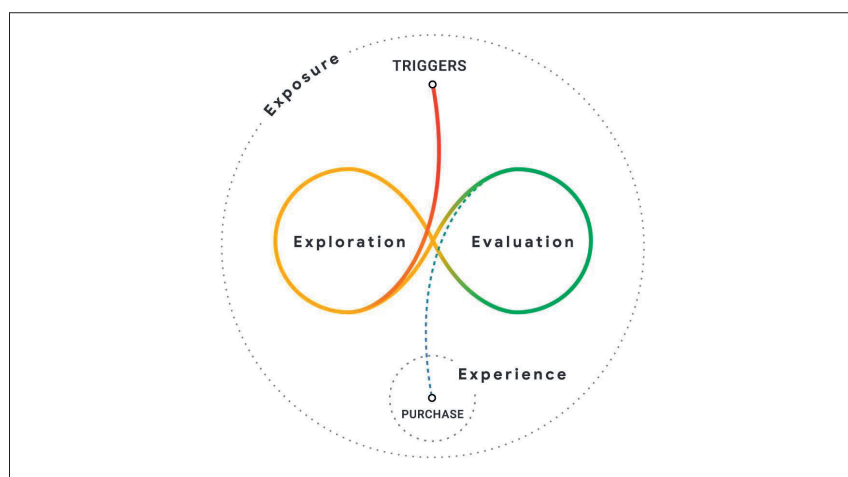 Exposure
TRIGGERS
Exploration
Evaluation
Experience
PURCHASE